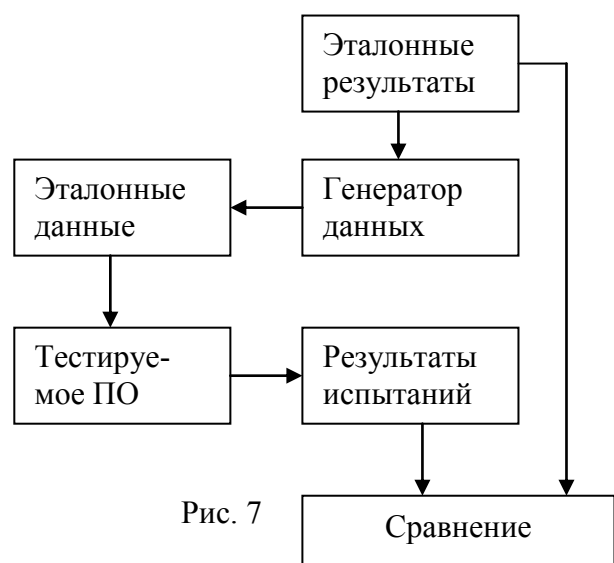 Эталонные
результаты
Эталонные
данные
Генератор
данных
Тестируе-
мое ПО
Результаты
испытаний
Рис. 7
Сравнение